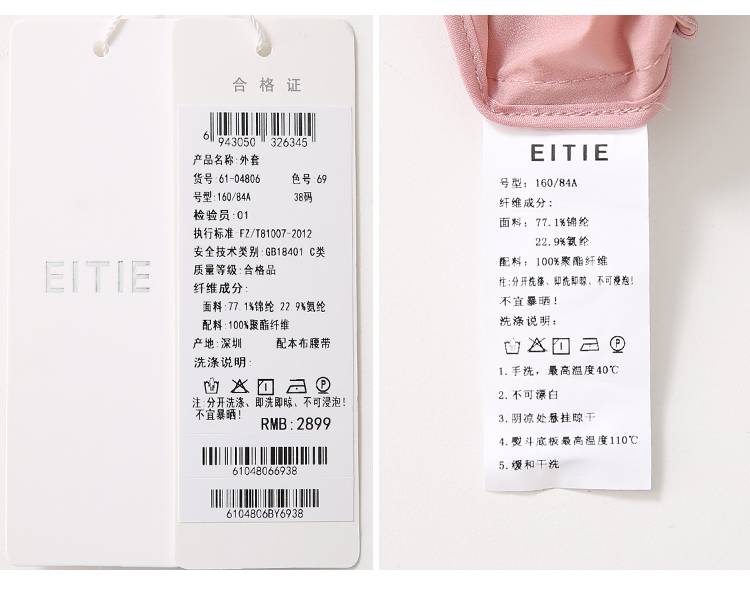 EITIE
合格证
6 943050 326345
产品名称:外套
货号:61-04806 色号:69
号型:160/84A 38码
检验员:01
执行标准:FZ/T81007-2012
安全技术类别:GB18401 C类
质量等级:合格品
纤维成分:
面料:77.1%锦纶 22.9%氨纶
配料:100%聚酯纤维
产地:深圳 配本布腰带
洗涤说明:
P
注:分开洗涤、即洗即晾、不可浸泡!
不宜暴晒!
RMB:2899
61048066938
6104806BY6938
EITIE
号型: 160/84A
纤维成分:
面料: 77.1%锦纶
22.9%氨纶
配料: 100%聚酯纤维
注:分开洗涤、即洗即晾、不可浸泡!
不宜暴晒!
洗涤说明:
P
1.手洗，最高温度40℃
2.不可漂白
3.阴凉处悬挂晾干
4.熨斗底板最高温度110℃
5.缓和干洗